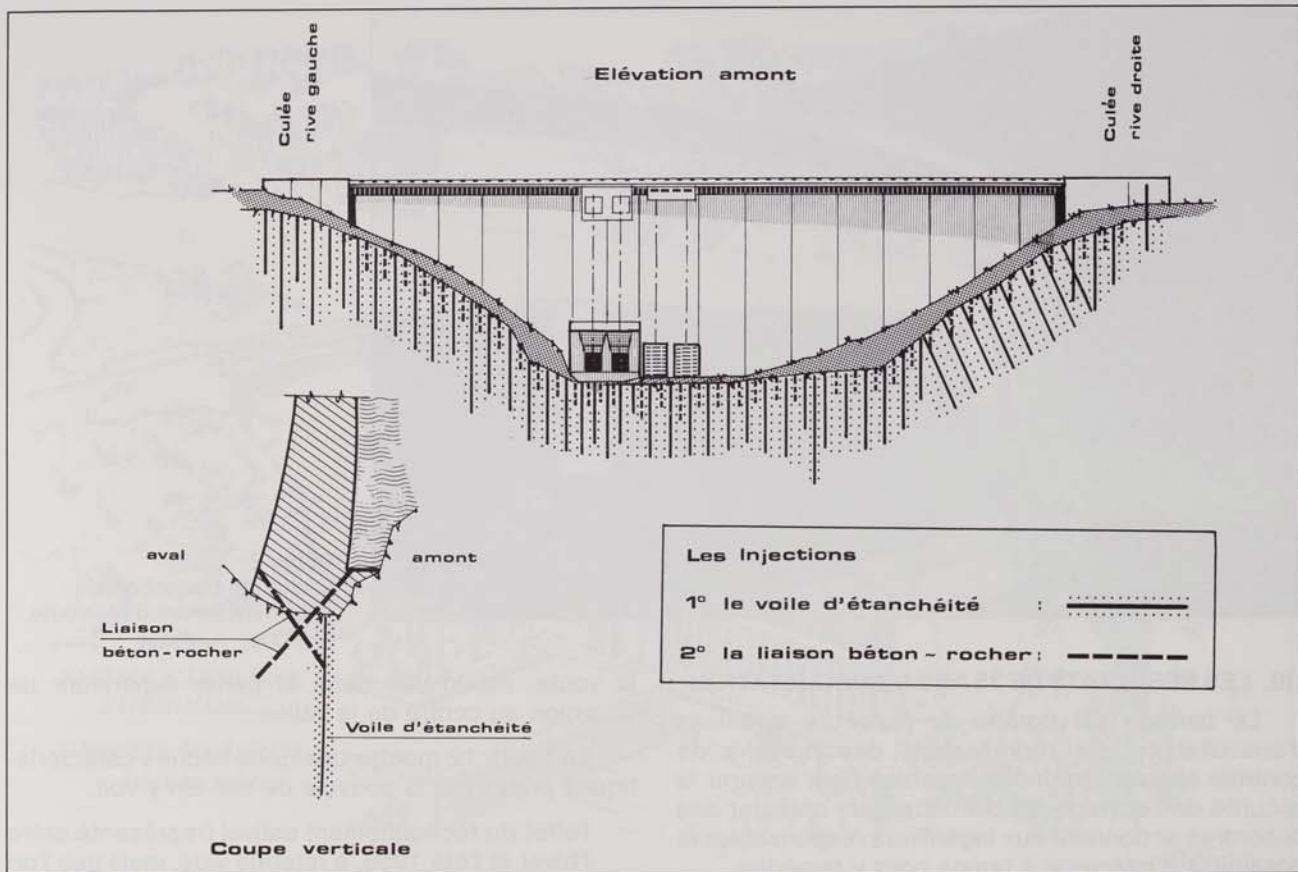 Culée
rive gauche
Elévation amont
Culée
rive droite
aval
amont
Liaison
béton-rocher
Voile d'étanchéité
Coupe verticale
Les Injections
1° le voile d'étanchéité :
2° la liaison béton-rocher: